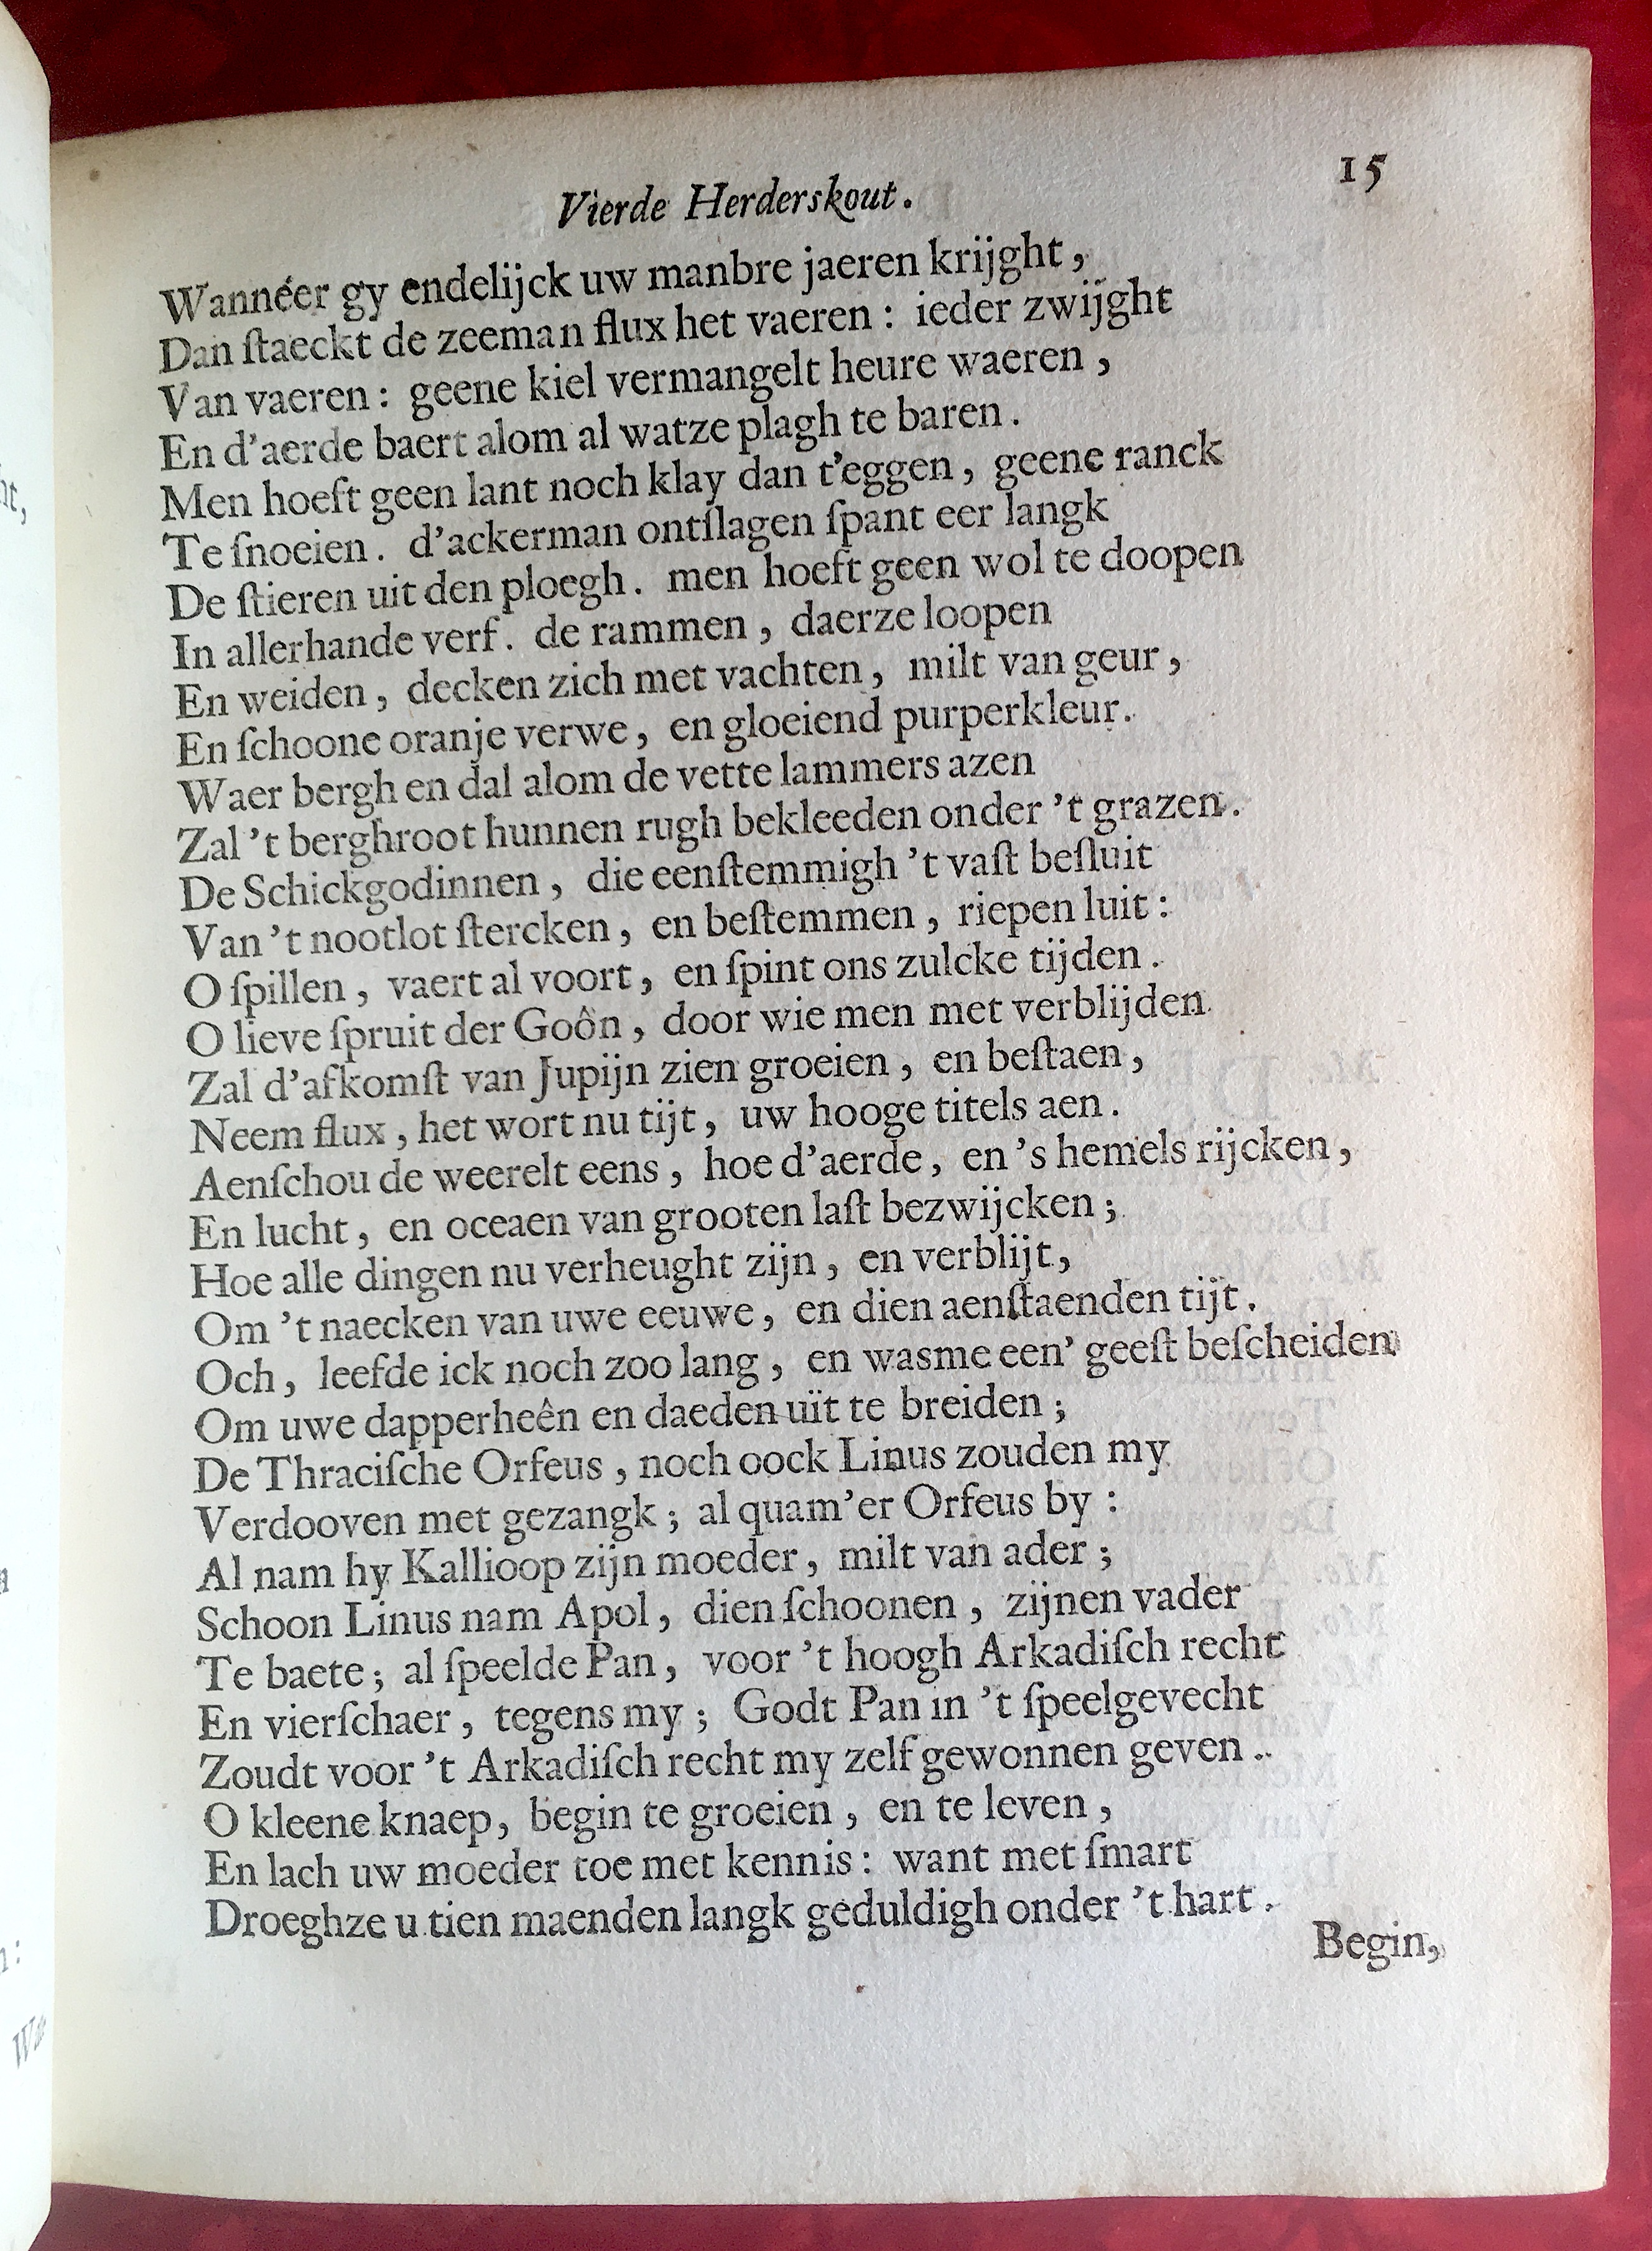 15
Vierde Herderskout.
Wannéer gy endelijck uw manbre jaeren krijght,
Dan ſtaeckt de zeeman flux het vaeren: ieder zwijght
Van vaeren: geene kiel vermangelt heure waeren,
En d'aerde baert alom al watze plagh te baren.
Men hoeft geen lant noch klay dan t'eggen, geene ranck
Te ſnoeien. d'ackerman ontſlagen ſpant eer langk
De ſtieren uit den ploegh. men hoeft geen wol te doopen
In allerhande verf. de rammen, daerze loopen
En weiden, decken zich met vachten, milt van geur,
En ſchoone oranje verwe, en gloeiend purperkleur.
Waer bergh en dal alom de vette lammers azen
Zal 't berghroot hunnen rugh bekleeden onder 't grazen.
De Schickgodinnen, die eenſtemmigh 't vaſt beſluit
Van 't nootlot ſtercken, en beſtemmen, riepen luit:
O ſpillen, vaert al voort, en ſpint ons zulcke tijden.
O lieve ſpruit der Goôn, door wie men met verblijden
Zal d'afkomſt van Jupijn zien groeien, en beſtaen,
Neem flux, het wort nu tijt, uw hooge titels aen.
Aenſchou de weerelt eens, hoe d'aerde, en 's hemels rijcken,
En lucht, en oceaen van grooten laſt bezwijcken;
Hoe alle dingen nu verheught zijn, en verblijt,
Om 't naecken van uwe eeuwe, en dien aenſtaenden tijt.
Och, leefde ick noch zoo lang, en wasme een' geeſt beſcheiden
Om uwe dapperheên en daeden uït te breiden;
De Thraciſche Orfeus, noch oock Linus zouden my
Verdooven met gezangk; al quam'er Orfeus by:
Al nam hy Kallioop zijn moeder, milt van ader;
Schoon Linus nam Apol, dien ſchoonen, zijnen vader
Te baete; al ſpeelde Pan, voor 't hoogh Arkadiſch recht
En vierſchaer, tegens my; Godt Pan in 't ſpeelgevecht
Zoudt voor 't Arkadiſch recht my zelf gewonnen geven.
O kleene knaep, begin te groeien, en te leven,
En lach uw moeder toe met kennis: want met ſmart
Droeghze u tien maenden langk geduldigh onder 't hart.
Begin,